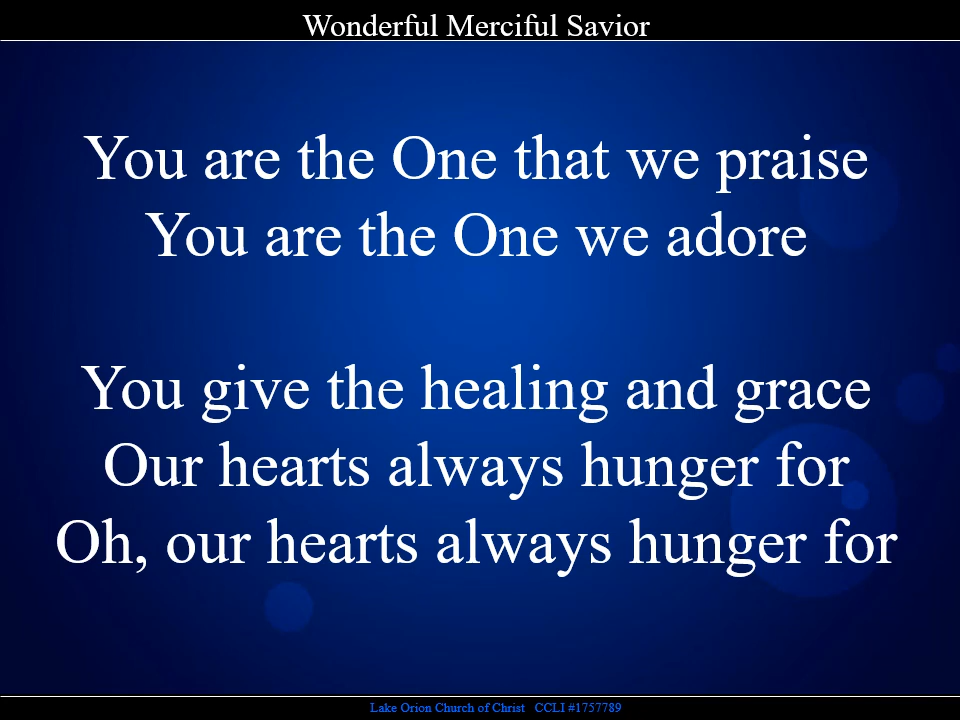 Wonderful Merciful Savior
You are the One that we praise
You are the One we adore
You give the healing and grace
Our hearts always hunger for
Oh, our hearts always hunger for
Lake Orion Church of Christ CCLI #1757789